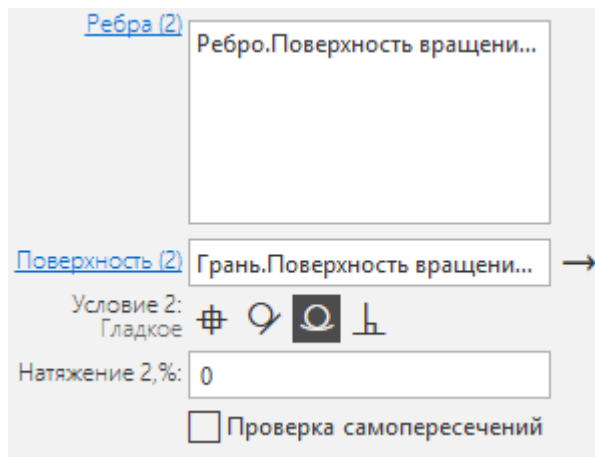 Ребра (2)
Ребро.Поверхность вращени...
Поверхность (2)
Грань.Поверхность вращени...
Условие 2:
Гладкое
Натяжение 2,%:
0
Проверка самопересечений